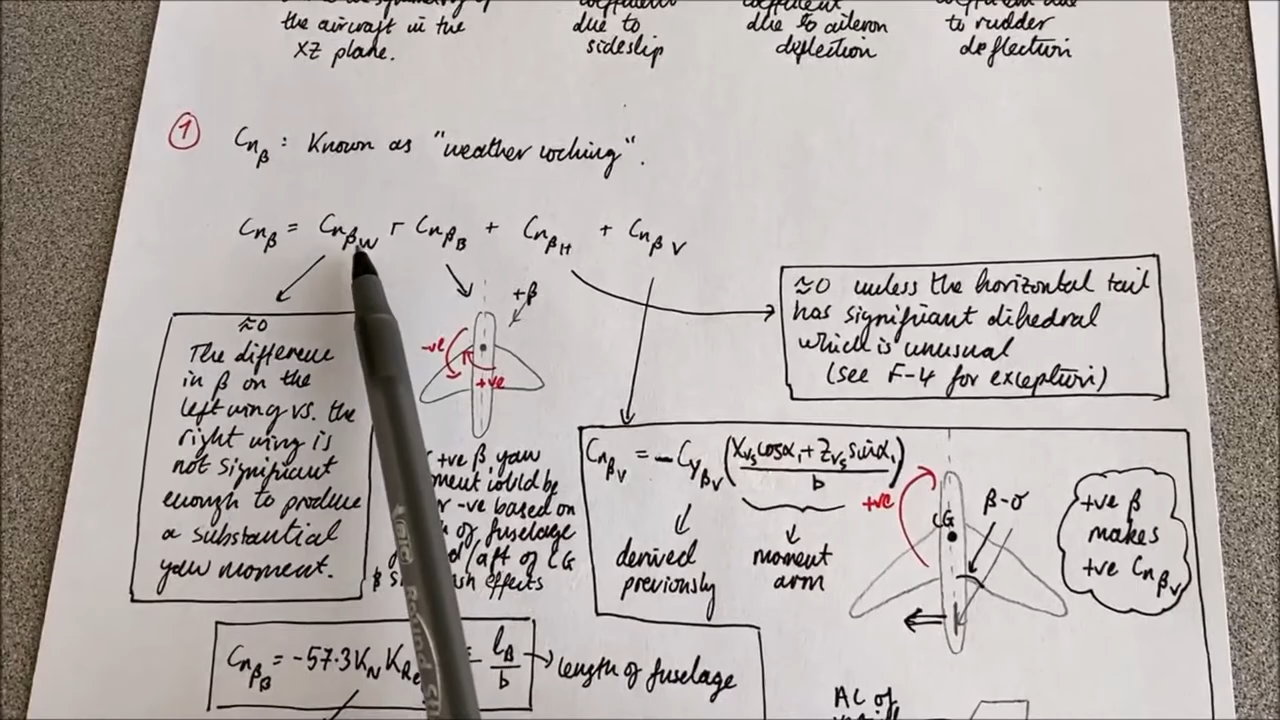 the aircraft in the
XZ plane.
due to
sideslip
due to aileron
deflection
to rudder
deflection
① Cnβ : Known as "weather cocking".
Cnβ = CnβW + CnβB + CnβH + CnβV
≈0
The difference
in β on the
left wing vs. the
right wing is
not significant
enough to produce
a substantial
yaw moment.
+β
-ve
+ve
+ve β, yaw
would be
-ve based on
of fuselage
/aft of CG
effects
≈0 unless the horizontal tail
has significant dihedral
which is unusual
(see F-4 for exception)
CnβV = -CyβV (XVs cosα1 + ZVs sinα1 / b)
derived
previously
moment
arm
+ve
CG
β-σ
+ve β
makes
+ve CnβV
CnβB = -57.3 KN KRe
lB / b → length of fuselage
AC of